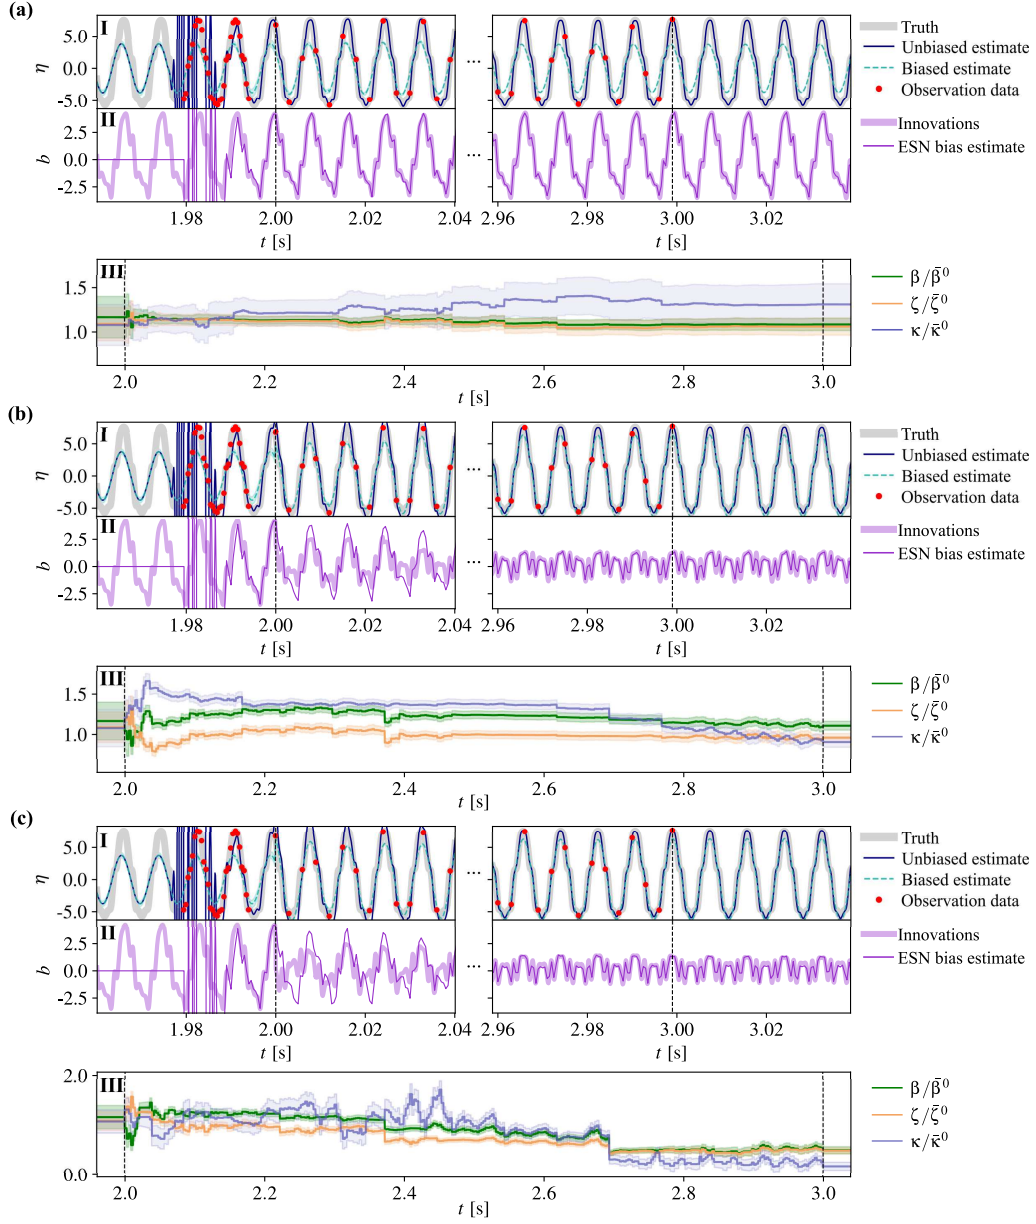 (a)
I
5.0
0.0
−5.0
η
...
Truth
Unbiased estimate
Biased estimate
Observation data
II
2.5
0.0
−2.5
b
...
Innovations
ESN bias estimate
1.98 2.00 2.02 2.04 2.96 2.98 3.00 3.02
t [s] t [s]
III
1.5
1.0
β/β̄⁰
ζ/ζ̄⁰
κ/κ̄⁰
2.0 2.2 2.4 2.6 2.8 3.0
t [s]
(b)
I
5.0
0.0
−5.0
η
...
Truth
Unbiased estimate
Biased estimate
Observation data
II
2.5
0.0
−2.5
b
...
Innovations
ESN bias estimate
1.98 2.00 2.02 2.04 2.96 2.98 3.00 3.02
t [s] t [s]
III
1.5
1.0
β/β̄⁰
ζ/ζ̄⁰
κ/κ̄⁰
2.0 2.2 2.4 2.6 2.8 3.0
t [s]
(c)
I
5.0
0.0
−5.0
η
...
Truth
Unbiased estimate
Biased estimate
Observation data
II
2.5
0.0
−2.5
b
...
Innovations
ESN bias estimate
1.98 2.00 2.02 2.04 2.96 2.98 3.00 3.02
t [s] t [s]
III
2.0
1.0
0.0
β/β̄⁰
ζ/ζ̄⁰
κ/κ̄⁰
2.0 2.2 2.4 2.6 2.8 3.0
t [s]